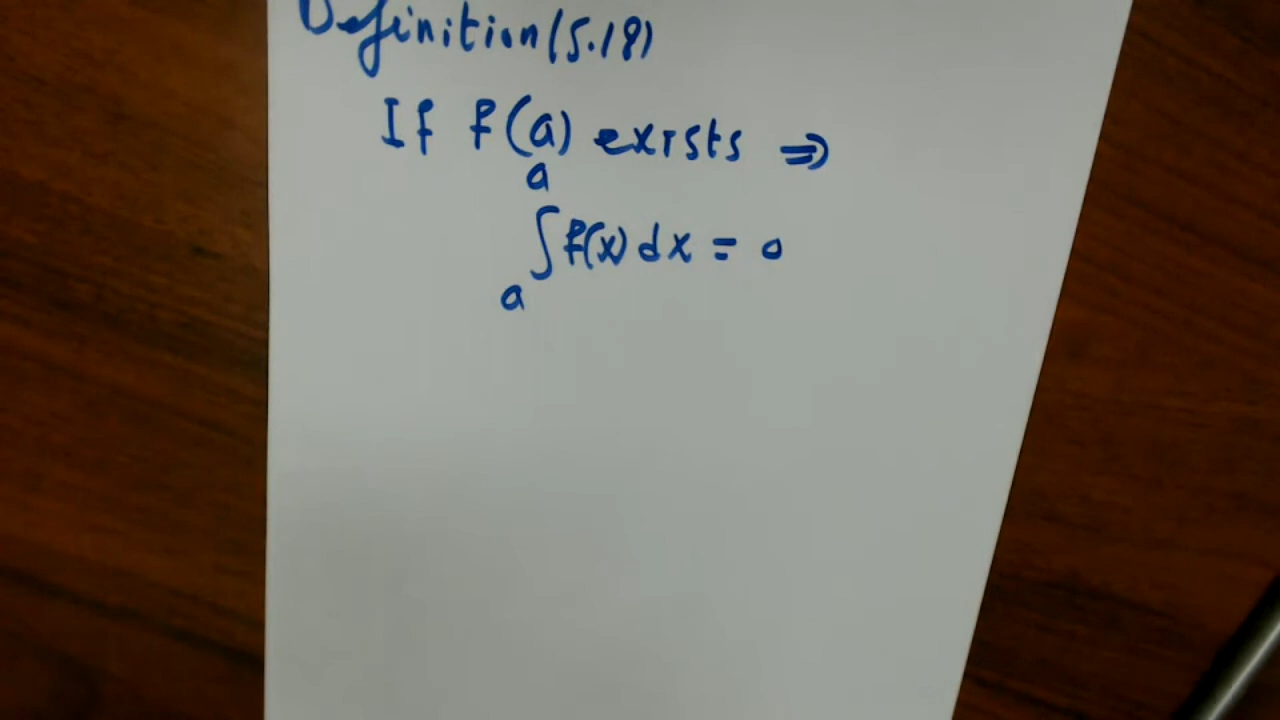 Definition (5.18)
If f(a) exists ⇒
a
∫ f(x) dx = 0
a